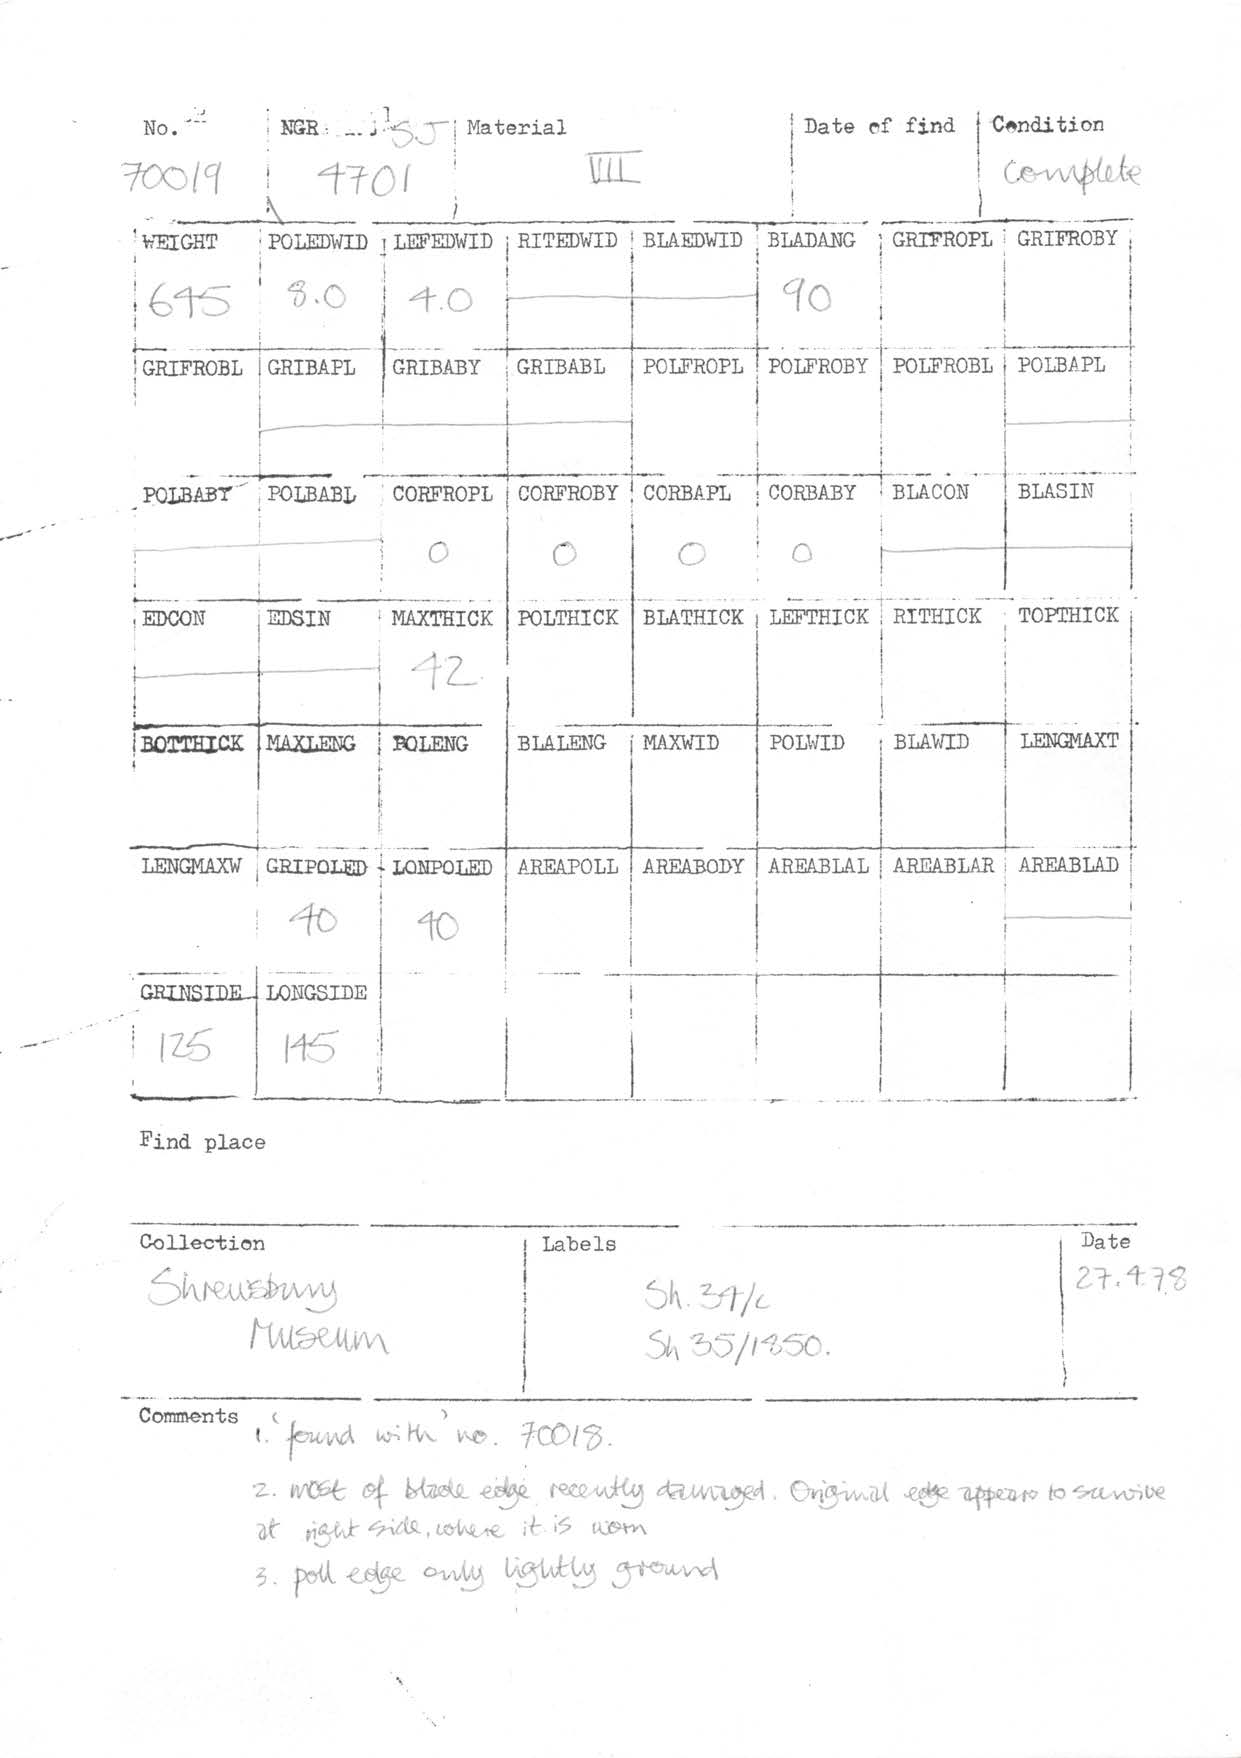 No. NGR SJ Material Date of find Condition
70019 4701 VIII complete
WEIGHT POLEDWID LEFEDWID RITEDWID BLAEDWID BLADANG GRIFROPL GRIFROBY
645 8.0 4.0 90
GRIFROBL GRIBAPL GRIBABY GRIBABL POLFROPL POLFROBY POLFROBL POLBAPL
POLBABY POLBABL CORFROPL CORFROBY CORBAPL CORBABY BLACON BLASIN
0 0 0 0
EDCON EDSIN MAXTHICK POLTHICK BLATHICK LEFTHICK RITHICK TOPTHICK
42
BOTTHICK MAXLENG POLENG BLALENG MAXWID POLWID BLAWID LENGMAXT
LENGMAXW GRIPOLED LONPOLED AREAPOLL AREABODY AREABLAL AREABLAR AREABLAD
40 40
GRINSIDE LONGSIDE
125 145
Find place
Collection Labels Date
Shrewsbury Sh. 34/c 27.4.78
Museum Sh 35/1850.
Comments 1. 'found with' no. 70018.
2. most of blade edge recently damaged. Original edge appears to survive
at right side, where it is worn
3. poll edge only lightly ground